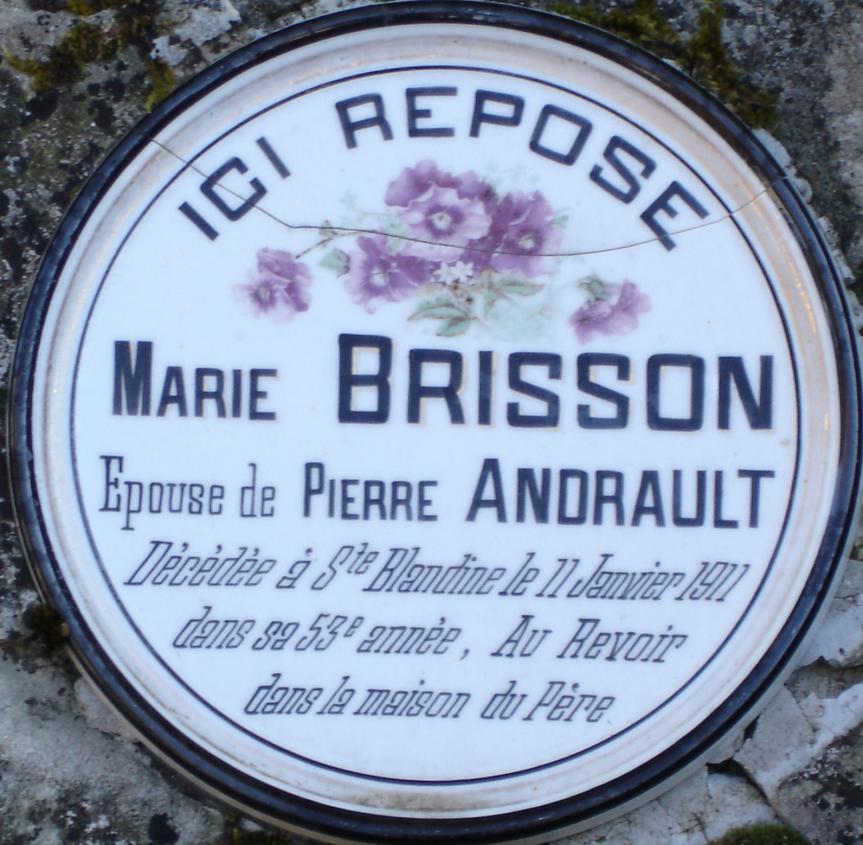 ICI REPOSE
MARIE BRISSON
Epouse de PIERRE ANDRAULT
Décédée à Ste Blandine le 11 Janvier 1911
dans sa 53e année, Au Revoir
dans la maison du Père